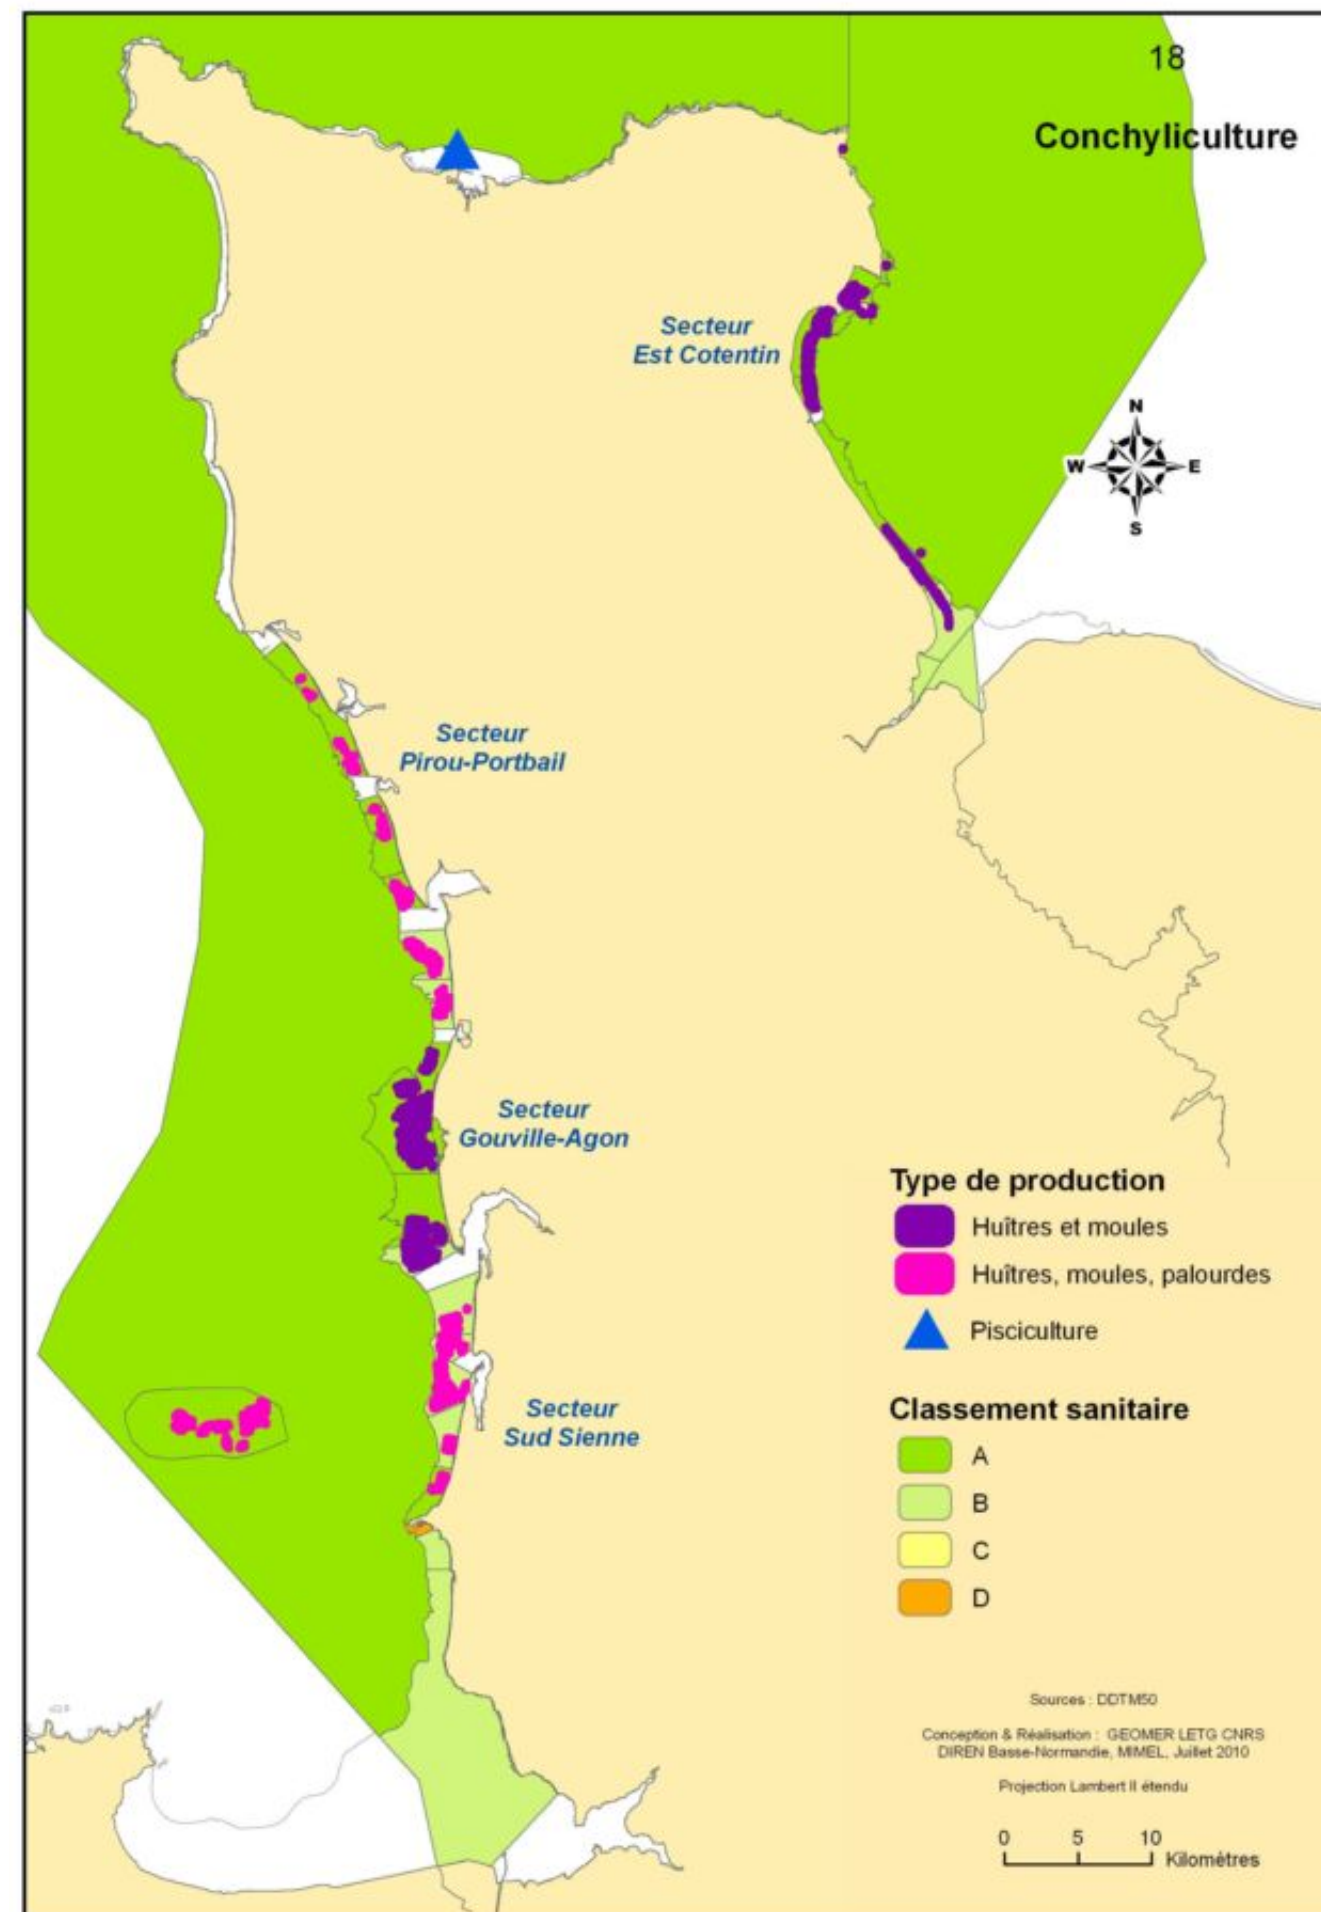 18
Conchyliculture
Secteur
Est Cotentin
N
W
E
S
Secteur
Pirou-Portbail
Secteur
Gouville-Agon
Type de production
Huîtres et moules
Huîtres, moules, palourdes
Pisciculture
Classement sanitaire
Secteur
Sud Sienne
A
B
C
D
Sources : DDTM50
Conception & Réalisation : GEOMER LETG CNRS
DIREN Basse-Normandie, MIMEL, Juillet 2010
Projection Lambert II étendu
0 5 10
Kilomètres